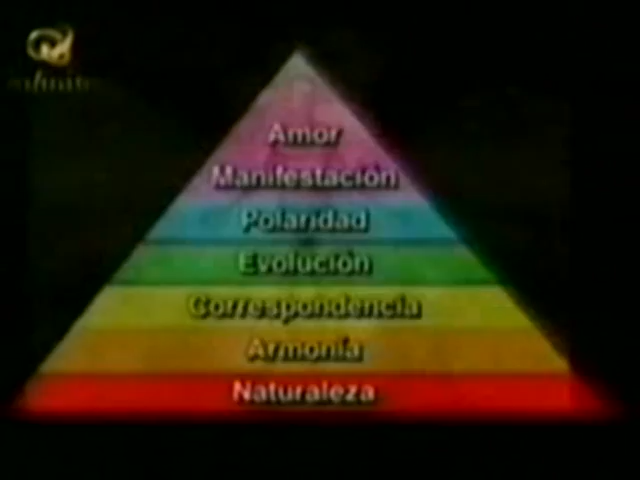 Amor
Manifestación
Polaridad
Evolución
Correspondencia
Armonía
Naturaleza